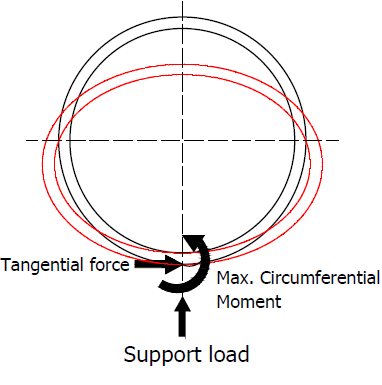 Tangential force
Max. Circumferential
Moment
Support load